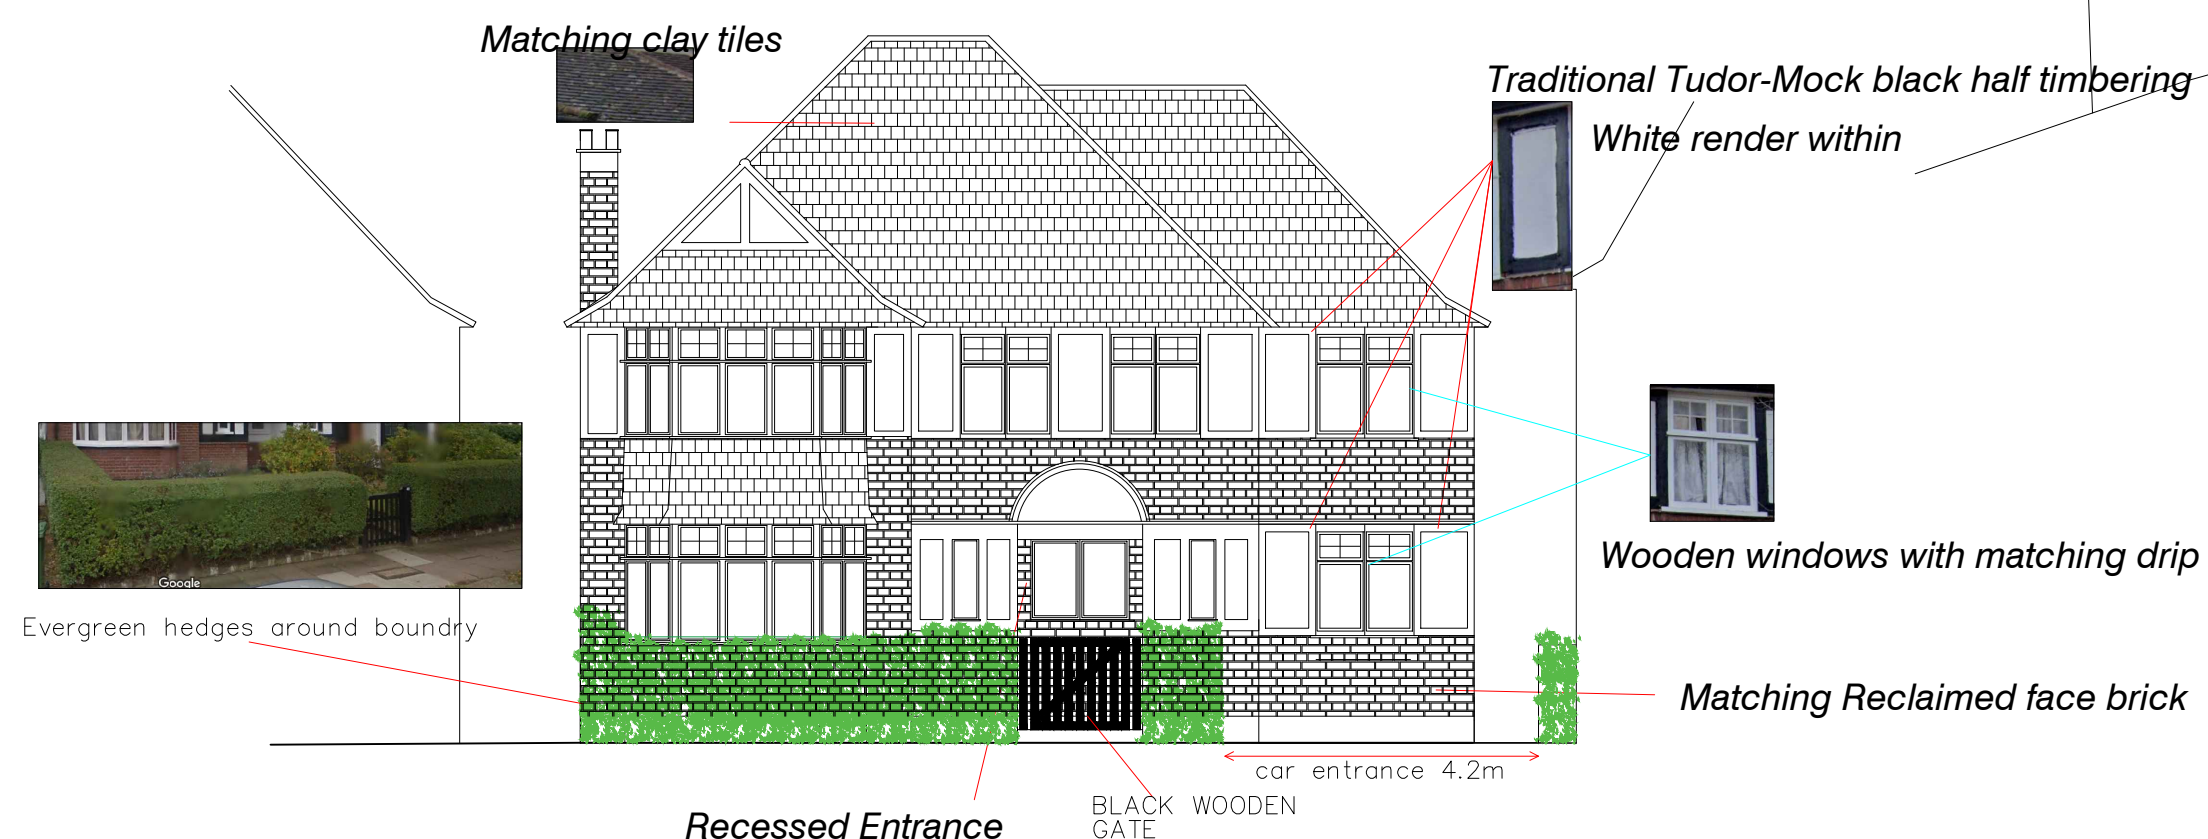 Matching clay tiles
Traditional Tudor-Mock black half timbering
White render within
Google
Wooden windows with matching drip
Evergreen hedges around boundry
Matching Reclaimed face brick
car entrance 4.2m
BLACK WOODEN
GATE
Recessed Entrance